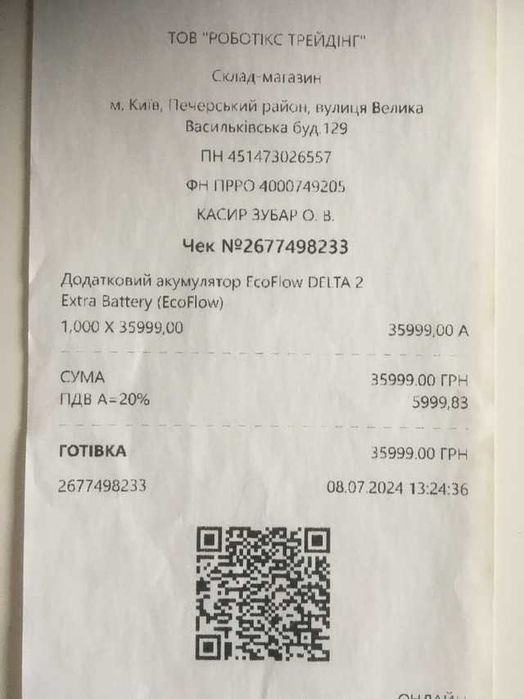 ТОВ "РОБОТІКС ТРЕЙДІНГ"
Склад-магазин
м. Київ, Печерський район, вулиця Велика
Васильківська буд.129
ПН 451473026557
ФН ПРРО 4000749205
КАСИР ЗУБАР О. В.
Чек №2677498233
Додатковий акумулятор EcoFlow DELTA 2
Extra Battery (EcoFlow)
1,000 X 35999,00 35999,00 А
СУМА 35999.00 ГРН
ПДВ А=20% 5999,83
ГОТІВКА 35999.00 ГРН
2677498233 08.07.2024 13:24:36
ОНЛАЙН